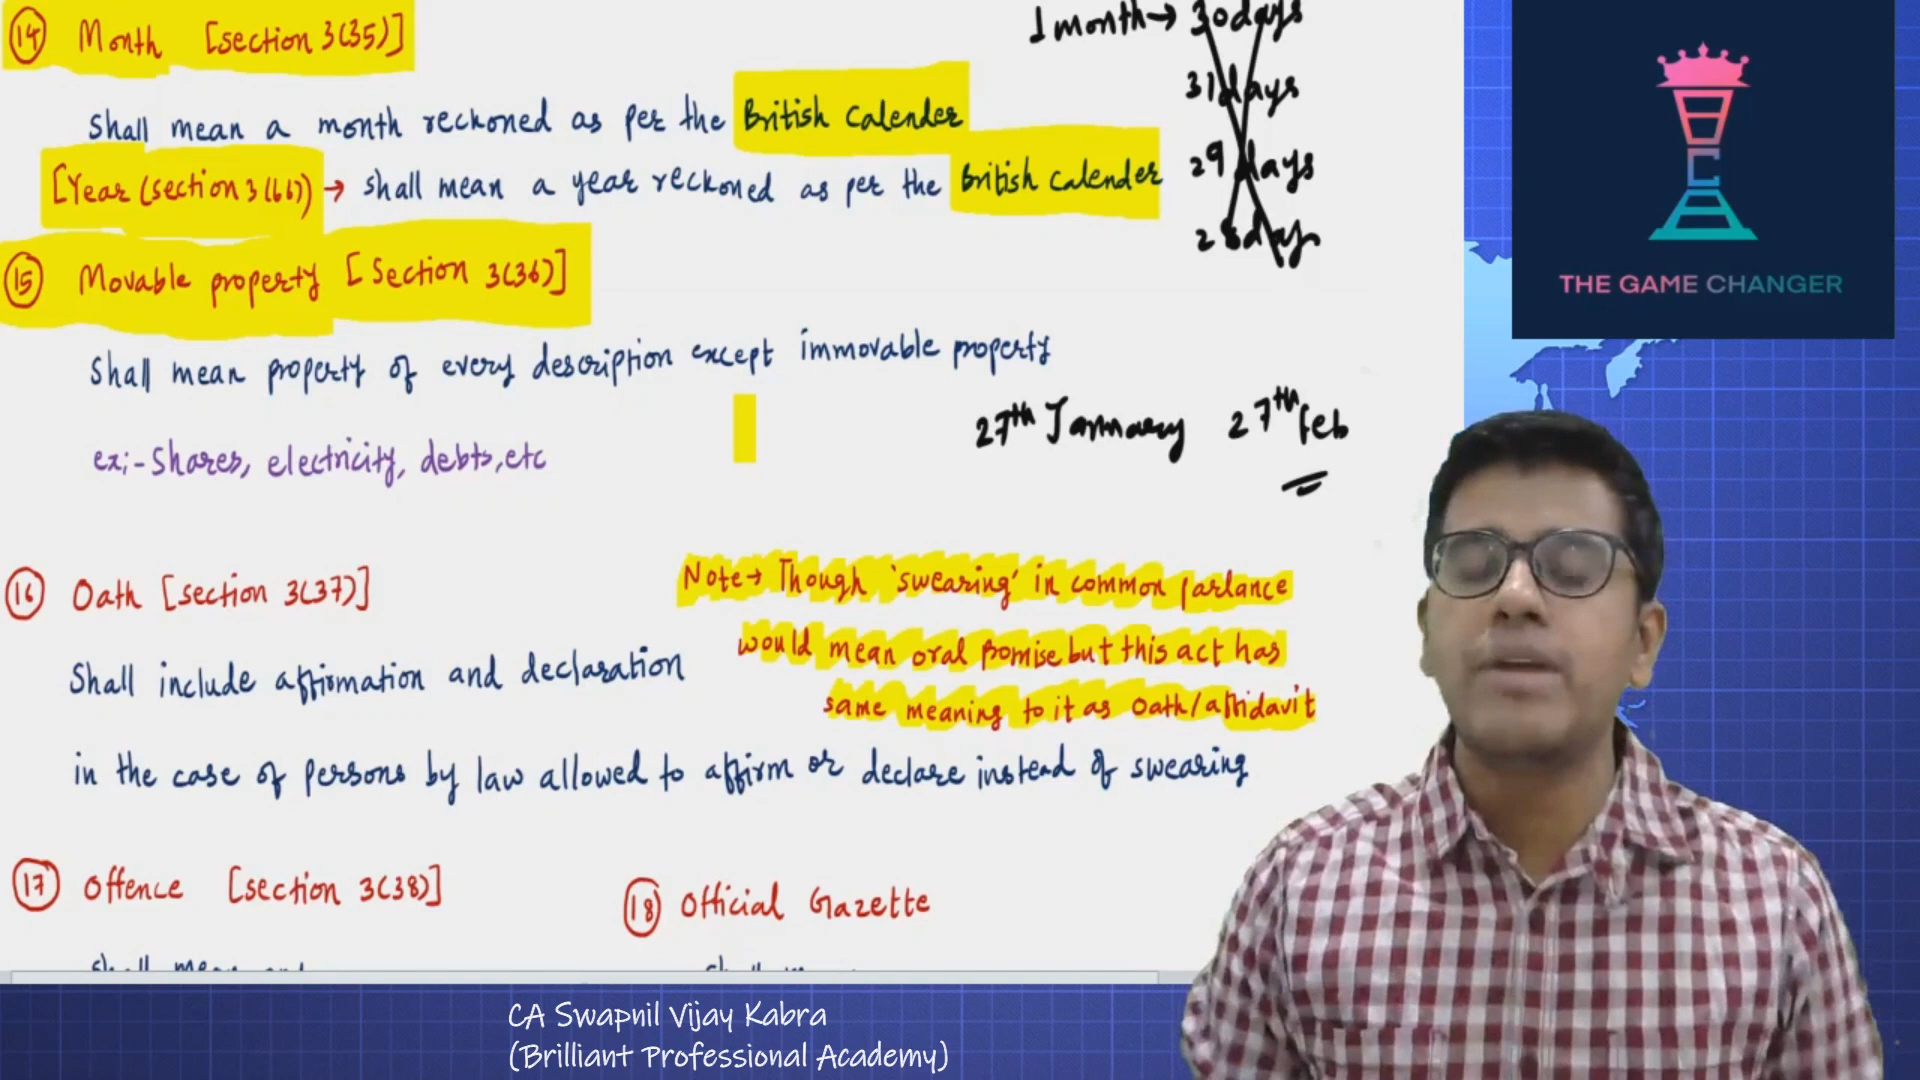 14 Month [section 3(35)]
1 month → 30 days
31 days
29 days
28 days
Shall mean a month reckoned as per the British Calender
[Year (section 3(66)) → shall mean a year reckoned as per the British Calender
15 Movable property [Section 3(36)]
Shall mean property of every description except immovable property
27th January 27th Feb
ex:- Shares, electricity, debts, etc
16 Oath [section 3(37)]
Note → Though 'swearing' in common parlance
would mean oral promise but this act has
same meaning to it as Oath/affidavit
Shall include affirmation and declaration
in the case of persons by law allowed to affirm or declare instead of swearing
17 Offence [section 3(38)]
18 Official Gazette
shall mean
THE GAME CHANGER
CA Swapnil Vijay Kabra
(Brilliant Professional Academy)